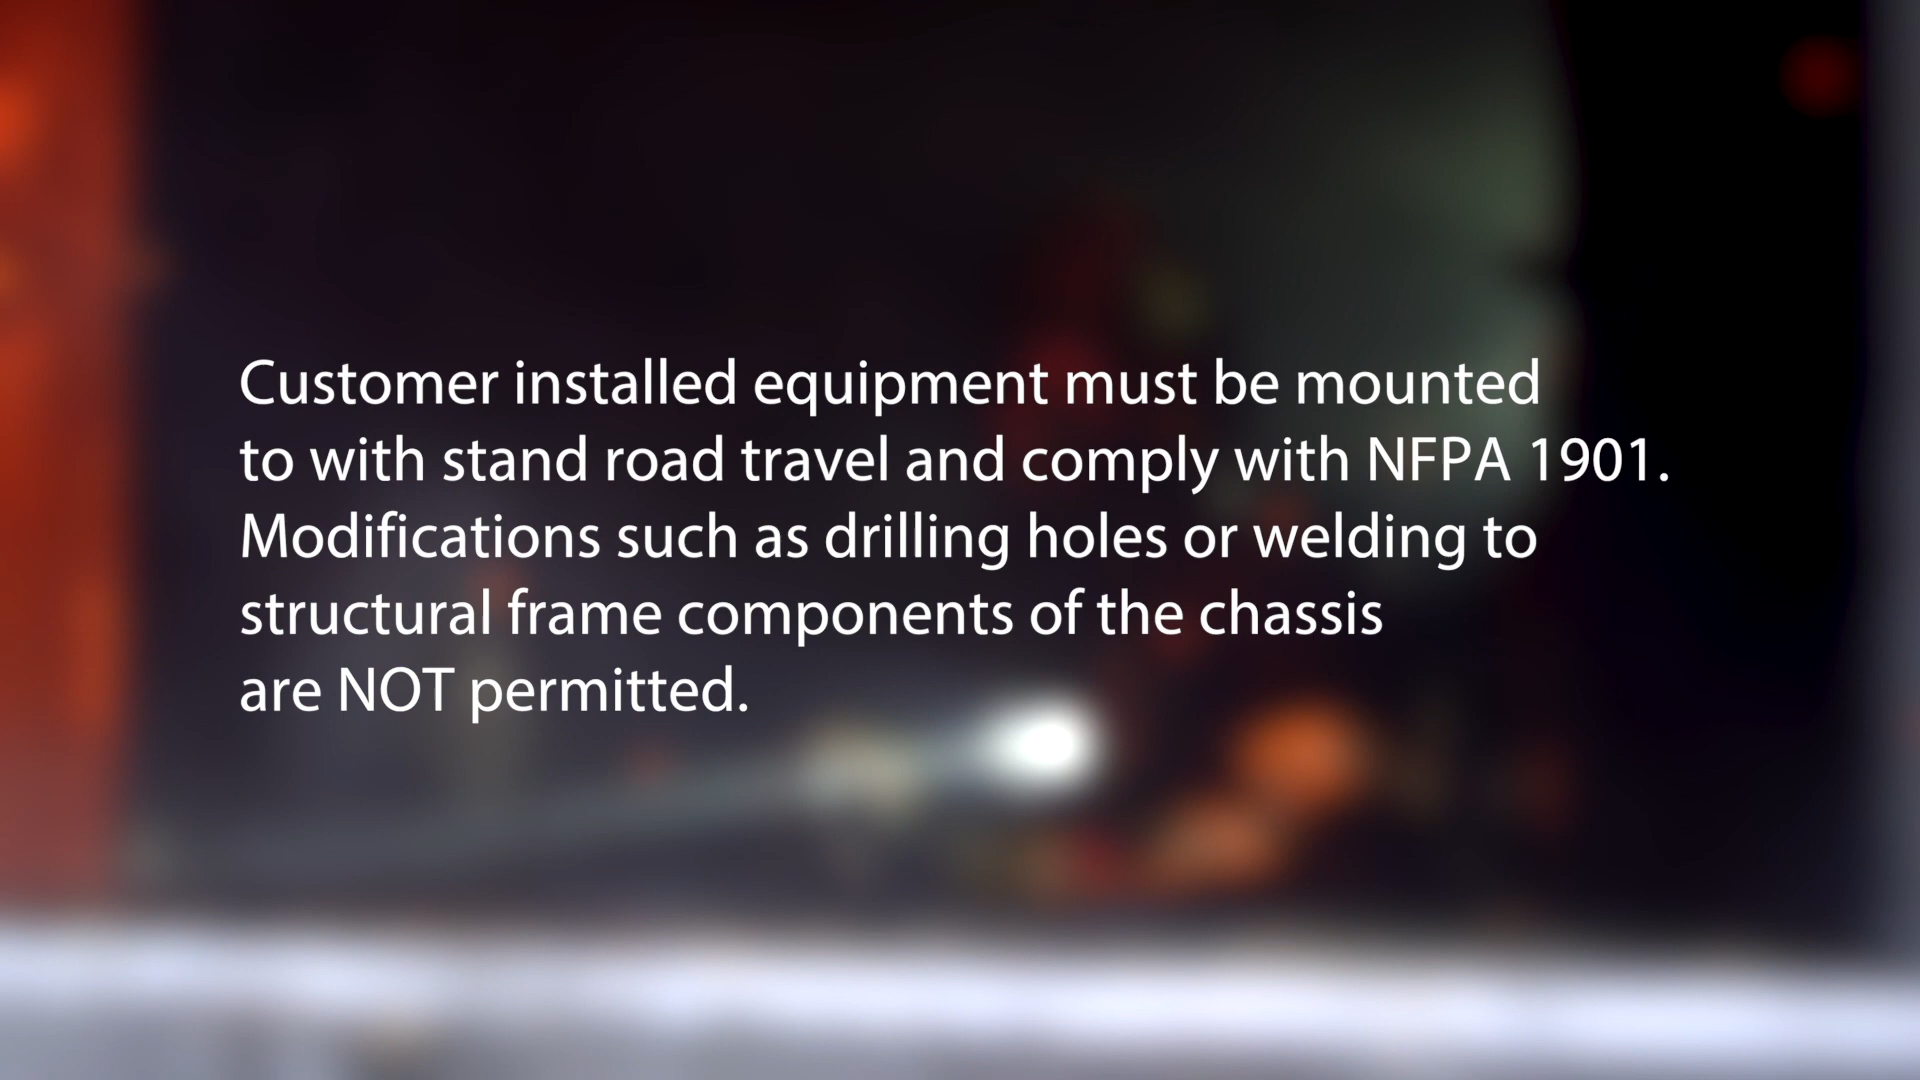 Customer installed equipment must be mounted
to with stand road travel and comply with NFPA 1901.
Modifications such as drilling holes or welding to
structural frame components of the chassis
are NOT permitted.